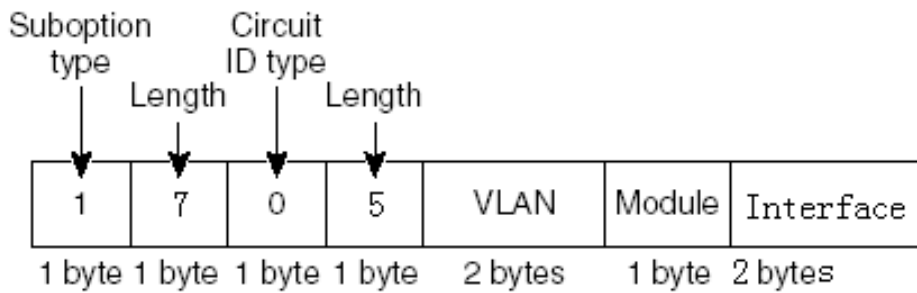 Suboption Circuit
type ID type
Length Length
1 7 0 5 VLAN Module Interface
1 byte 1 byte 1 byte 1 byte 2 bytes 1 byte 2 bytes